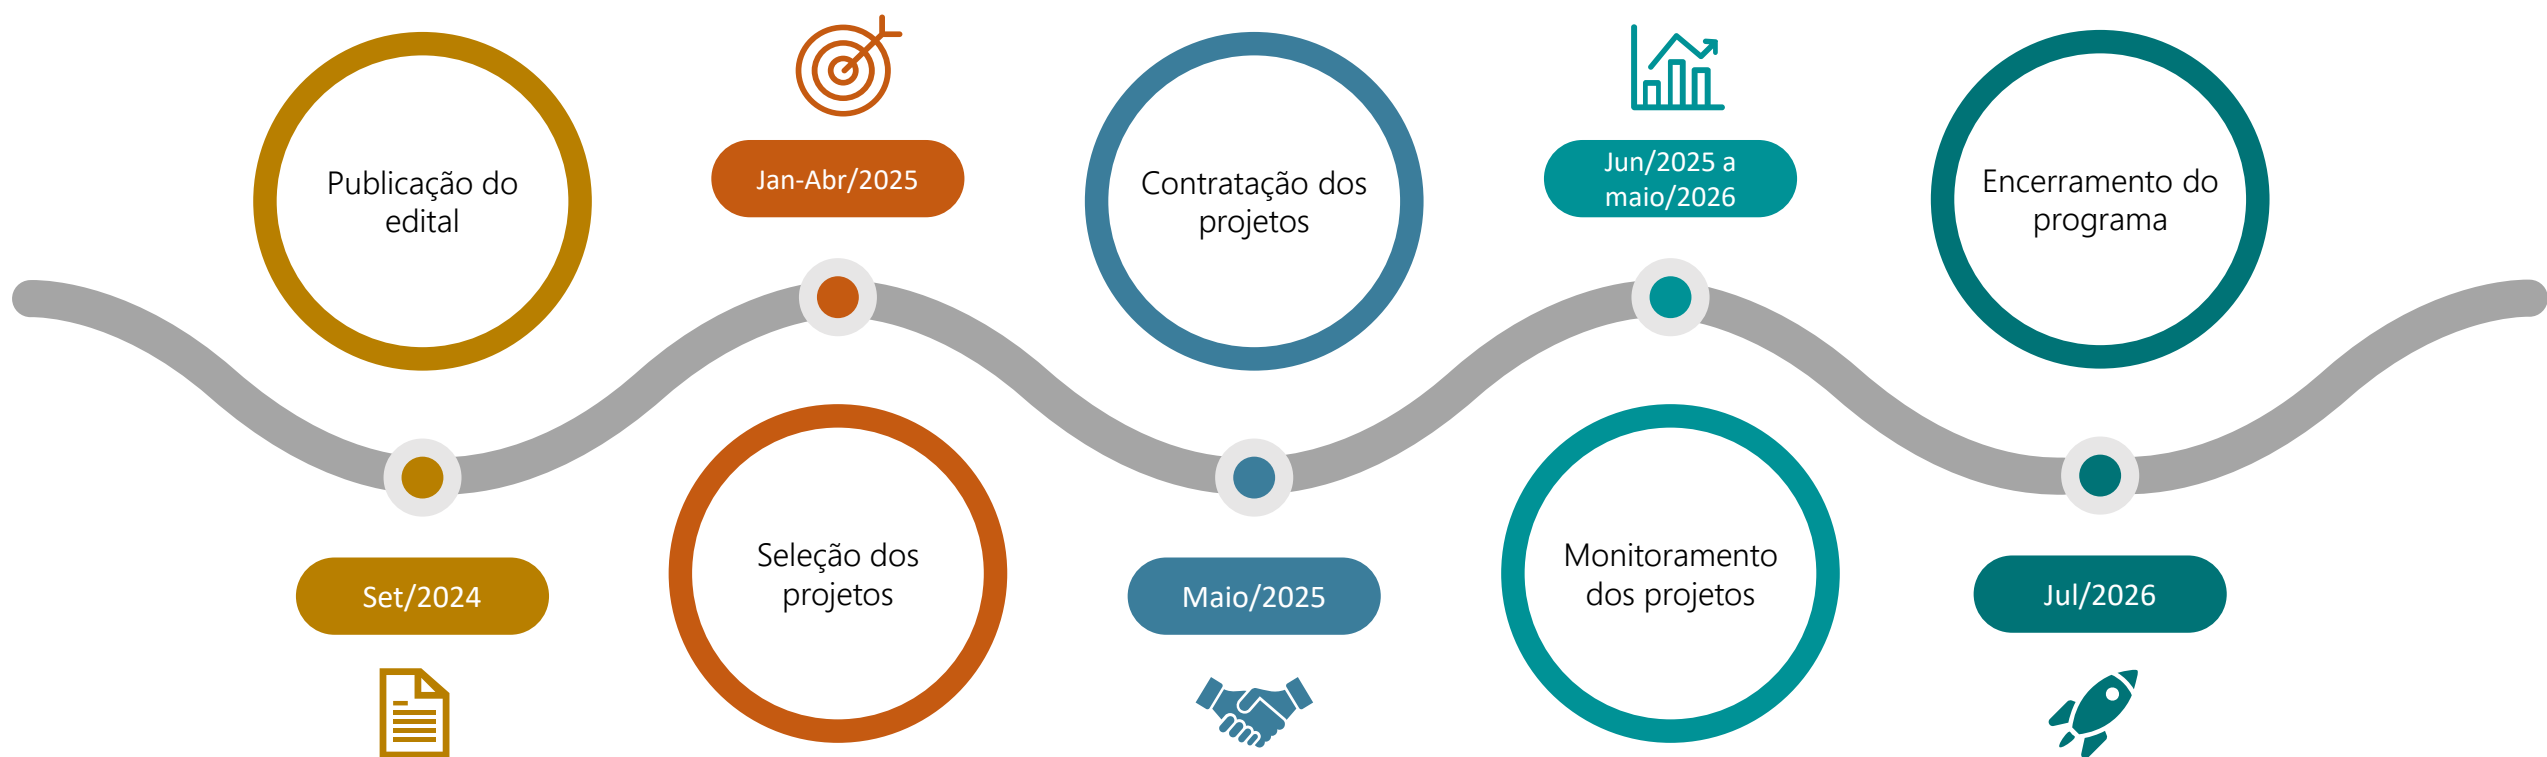 Publicação do
edital
Set/2024
Jan-Abr/2025
Seleção dos
projetos
Contratação dos
projetos
Maio/2025
Jun/2025 a
maio/2026
Monitoramento
dos projetos
Encerramento do
programa
Jul/2026